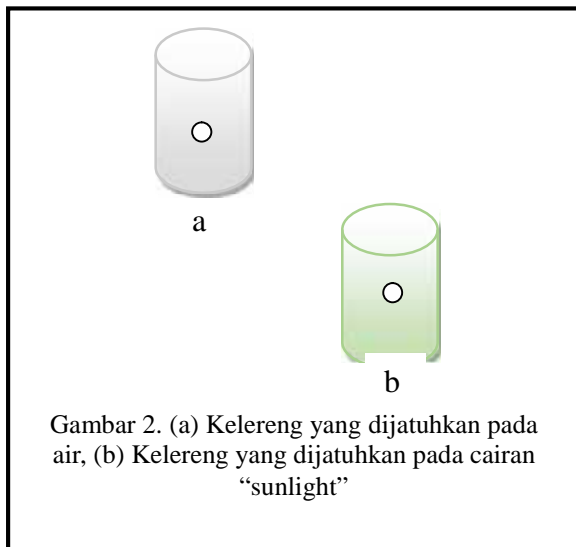 a
b
Gambar 2. (a) Kelereng yang dijatuhkan pada
air, (b) Kelereng yang dijatuhkan pada cairan
“sunlight”